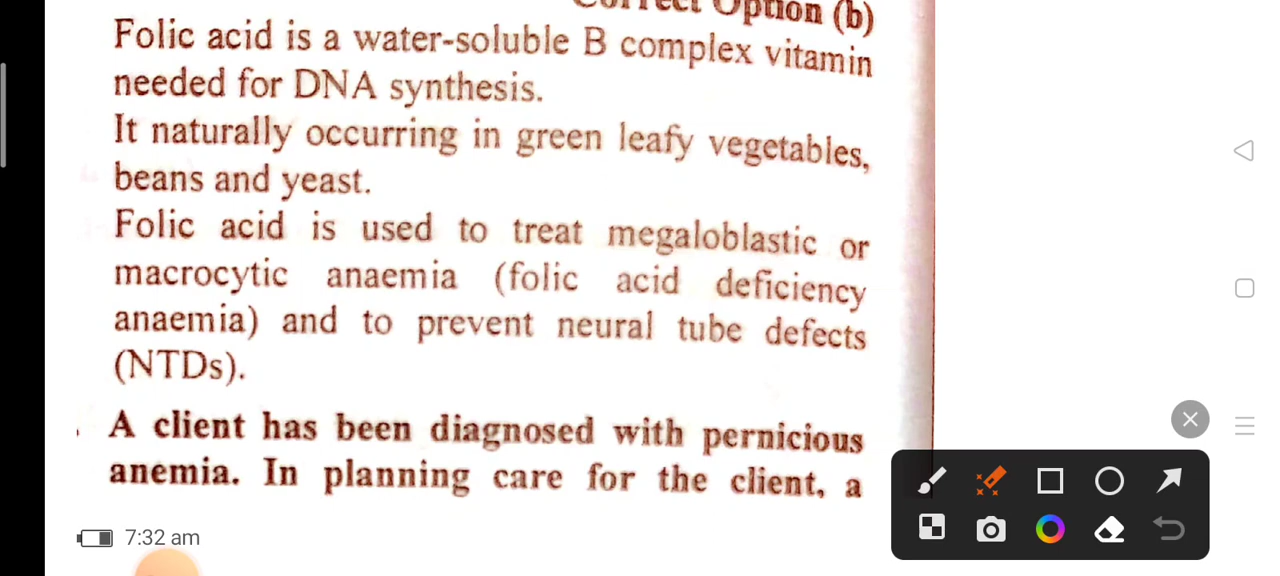 Correct Option (b)
Folic acid is a water-soluble B complex vitamin
needed for DNA synthesis.
It naturally occurring in green leafy vegetables,
beans and yeast.
Folic acid is used to treat megaloblastic or
macrocytic anaemia (folic acid deficiency
anaemia) and to prevent neural tube defects
(NTDs).
A client has been diagnosed with pernicious
anemia. In planning care for the client, a
7:32 am